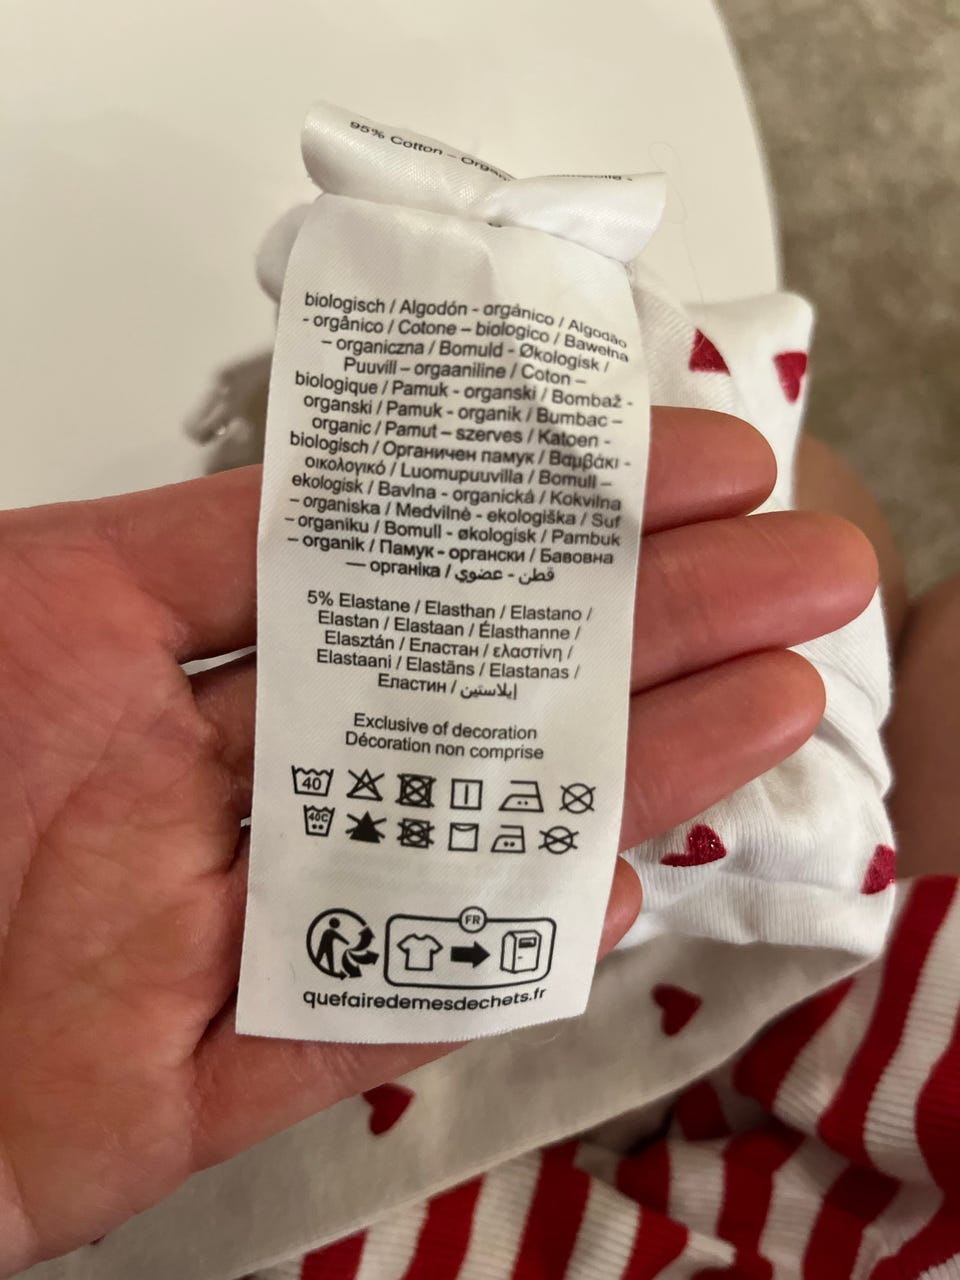 95% Cotton – Organ
biologisch / Algodón - orgánico / Algodão
- orgânico / Cotone – biologico / Bawełna
– organiczna / Bomuld - Økologisk /
Puuvill – orgaaniline / Coton –
biologique / Pamuk - organski / Bombaž -
organski / Pamuk - organik / Bumbac –
organic / Pamut – szerves / Katoen -
biologisch / Органичен памук / Βαμβάκι -
οικολογικό / Luomupuuvilla / Bomull –
ekologisk / Bavlna - organická / Kokvilna
– organiska / Medvilnė - ekologiška / Suf
– organiku / Bomull - økologisk / Pambuk
– organik / Памук - органски / Бавовна
— органіка / قطن - عضوي
5% Elastane / Elasthan / Elastano /
Elastan / Elastaan / Élasthanne /
Elasztán / Еластан / ελαστίνη /
Elastaani / Elastāns / Elastanas /
Еластин / إيلاستين
Exclusive of decoration
Décoration non comprise
40
40C
FR
quefairedemesdechets.fr